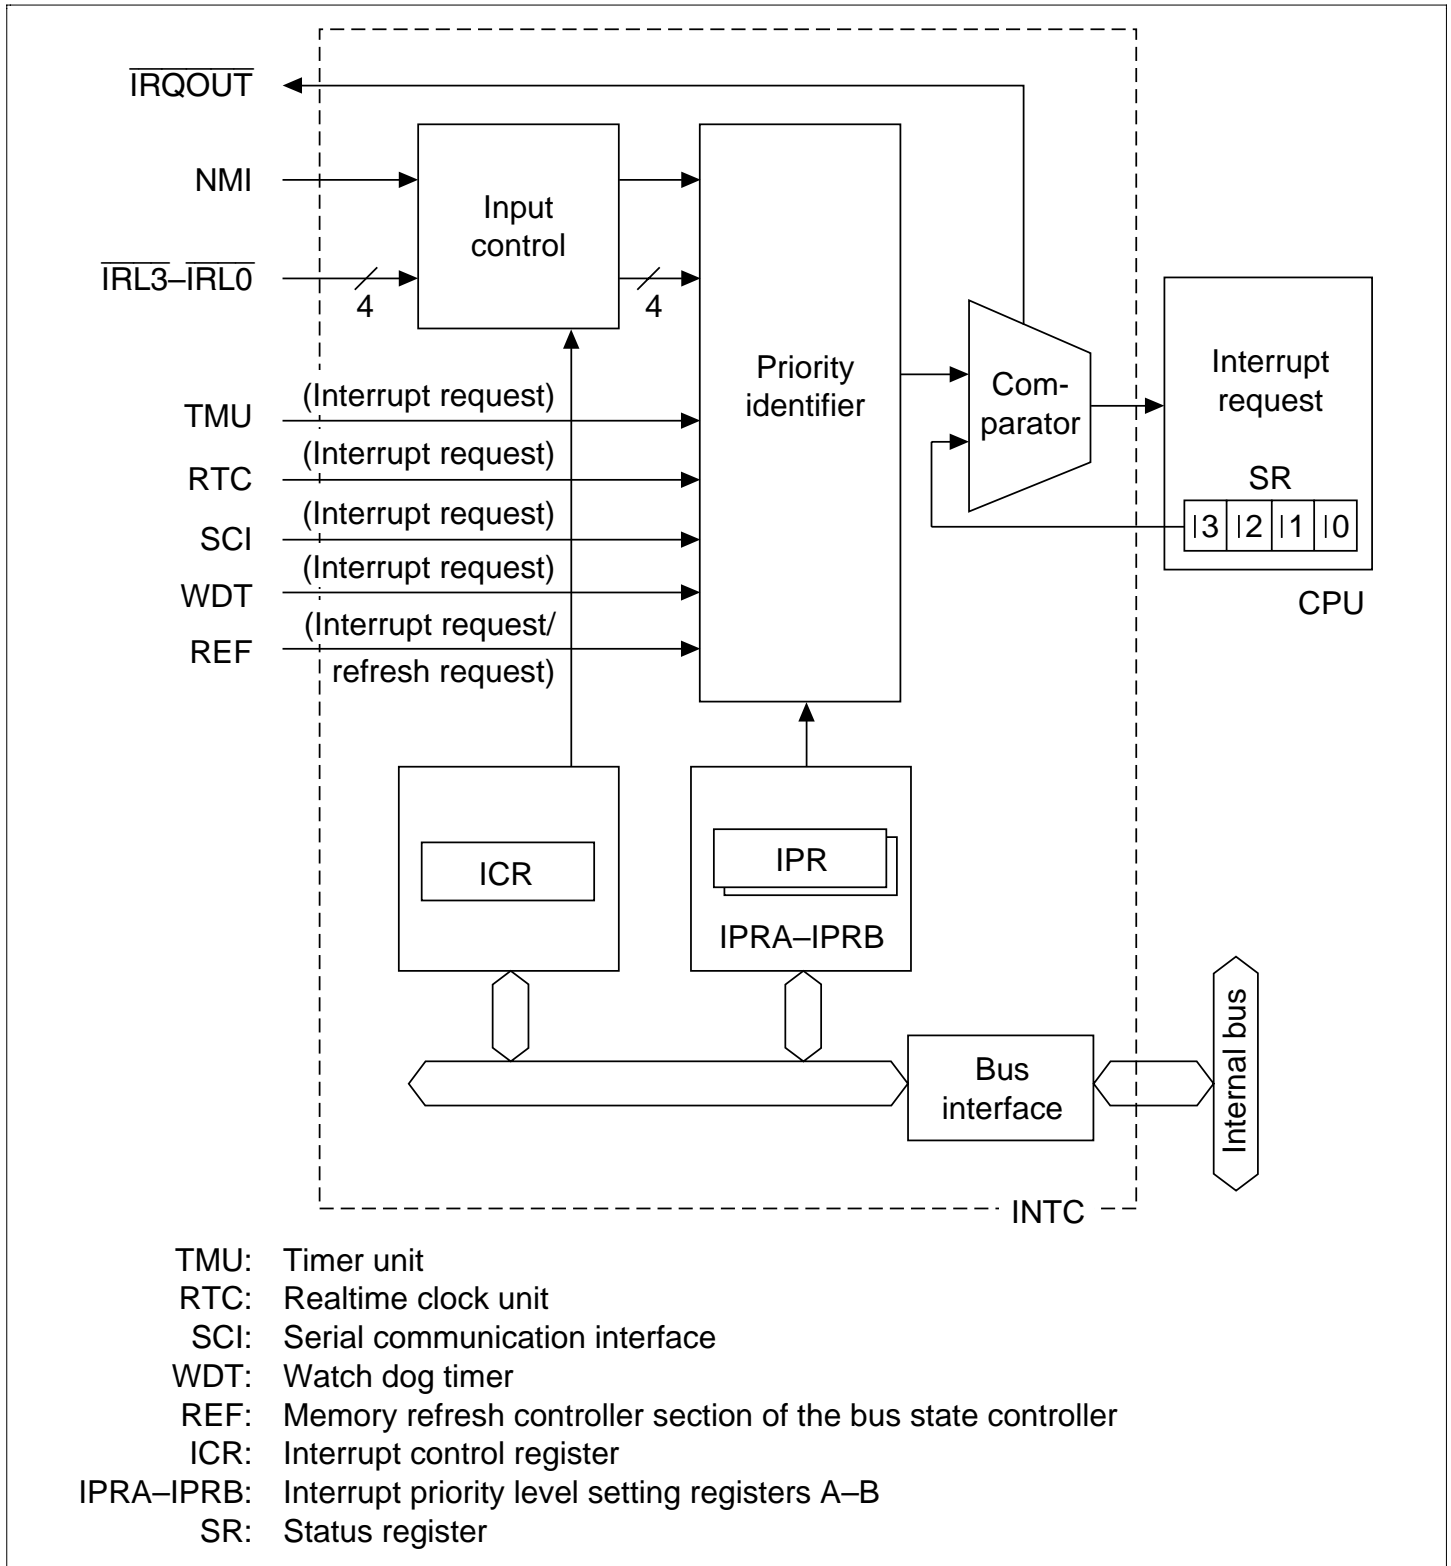 IRQOUT
NMI
Input
control
IRL3–IRL0
4
4
Priority
identifier
Com-
parator
Interrupt
request
SR
I3 I2 I1 I0
CPU
TMU
(Interrupt request)
RTC
(Interrupt request)
SCI
(Interrupt request)
WDT
(Interrupt request)
REF
(Interrupt request/
refresh request)
ICR
IPR
IPRA–IPRB
Bus
interface
Internal bus
INTC
TMU: Timer unit
RTC: Realtime clock unit
SCI: Serial communication interface
WDT: Watch dog timer
REF: Memory refresh controller section of the bus state controller
ICR: Interrupt control register
IPRA–IPRB: Interrupt priority level setting registers A–B
SR: Status register